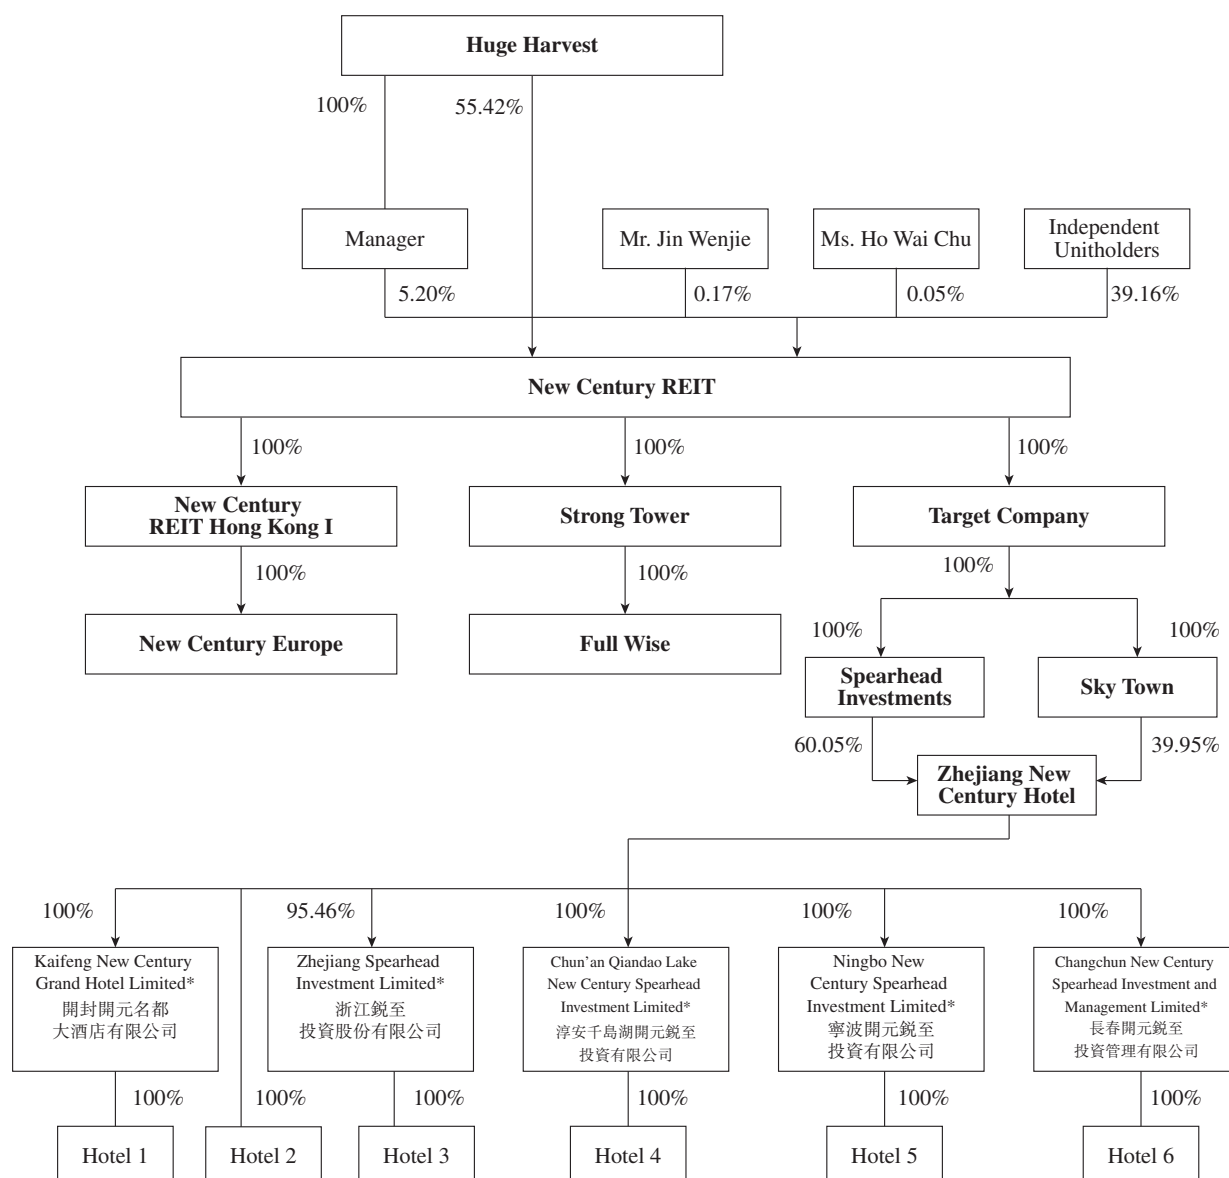 Huge Harvest
100%
55.42%
Manager
Mr. Jin Wenjie
Ms. Ho Wai Chu
Independent
Unitholders
5.20%
0.17%
0.05%
39.16%
New Century REIT
100%
100%
100%
New Century
REIT Hong Kong I
Strong Tower
Target Company
100%
100%
100%
New Century Europe
Full Wise
100%
100%
Spearhead
Investments
Sky Town
60.05%
39.95%
Zhejiang New
Century Hotel
100%
95.46%
100%
100%
100%
Kaifeng New Century
Grand Hotel Limited*
開封開元名都
大酒店有限公司
Zhejiang Spearhead
Investment Limited*
浙江鋭至
投資股份有限公司
Chun'an Qiandao Lake
New Century Spearhead
Investment Limited*
淳安千島湖開元鋭至
投資有限公司
Ningbo New
Century Spearhead
Investment Limited*
寧波開元鋭至
投資有限公司
Changchun New Century
Spearhead Investment and
Management Limited*
長春開元鋭至
投資管理有限公司
100%
100%
100%
100%
100%
100%
Hotel 1
Hotel 2
Hotel 3
Hotel 4
Hotel 5
Hotel 6